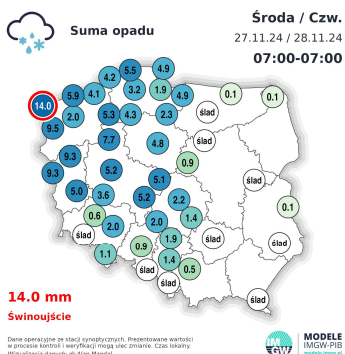 Suma opadu
Środa / Czw.
27.11.24 / 28.11.24
07:00-07:00
4.2
5.5
4.9
5.9
4.1
3.2
1.9
4.9
0.1
0.1
14.0
2.0
5.3
4.3
2.3
ślad
9.5
7.7
4.8
ślad
9.3
0.9
9.3
5.2
5.1
ślad
5.0
3.6
5.2
2.2
0.1
0.6
2.0
2.0
1.4
ślad
1.9
ślad
ślad
1.1
0.9
1.4
0.5
ślad
ślad
ślad
14.0 mm
Świnoujście
Dane operacyjne ze stacji synoptycznych. Prezentowane wartości
w procesie kontroli i weryfikacji mogą ulec zmianie. Czas lokalny.
IM
GW
MODELE
IMGW-PIB